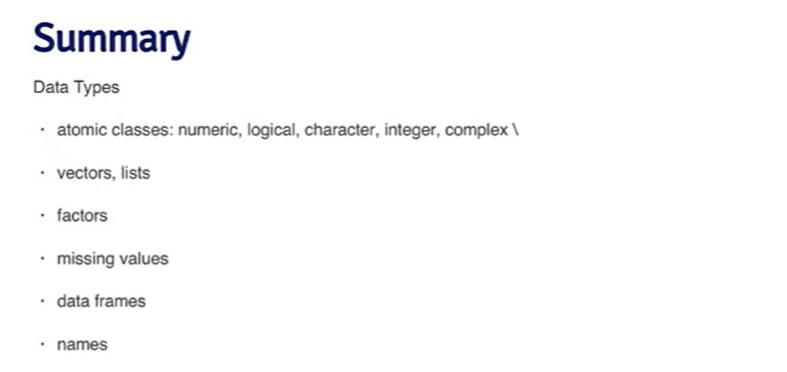 Summary
Data Types
· atomic classes: numeric, logical, character, integer, complex \
· vectors, lists
· factors
· missing values
· data frames
· names